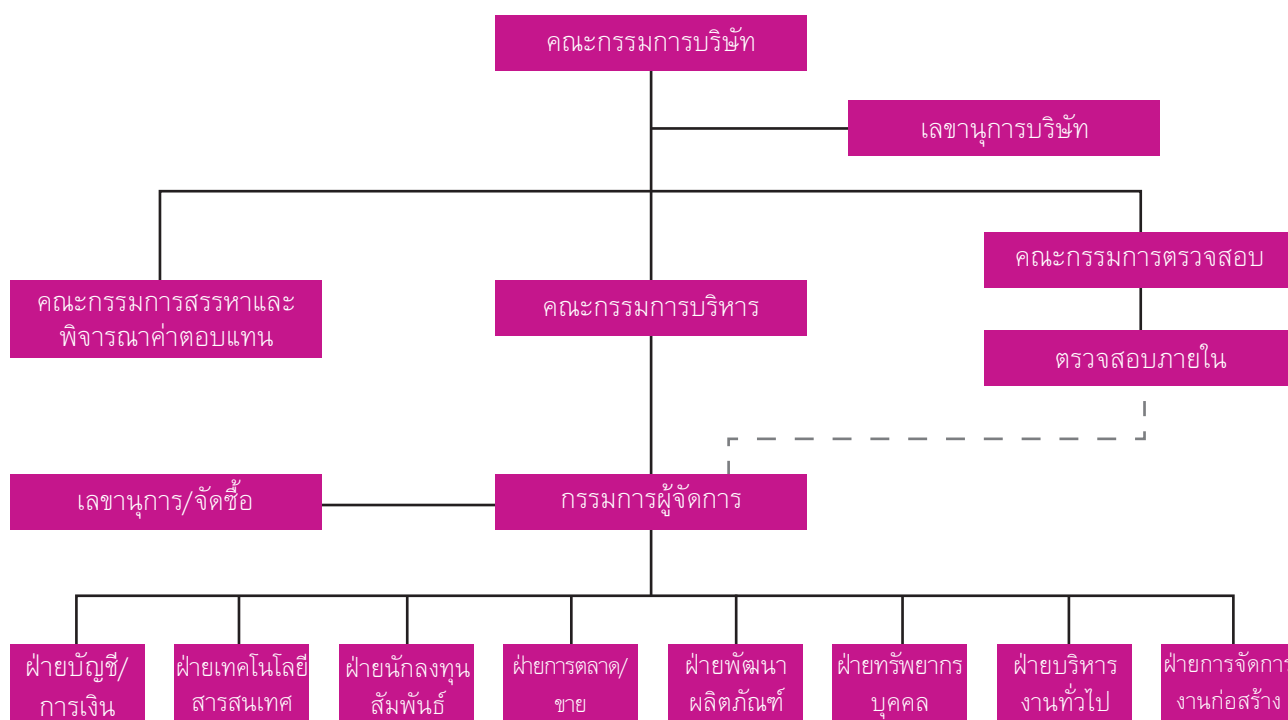 คณะกรรมการบริษัท
เลขานุการบริษัท
คณะกรรมการตรวจสอบ
คณะกรรมการสรรหาและ
พิจารณาค่าตอบแทน
คณะกรรมการบริหาร
ตรวจสอบภายใน
เลขานุการ/จัดซื้อ
กรรมการผู้จัดการ
ฝ่ายบัญชี/
การเงิน
ฝ่ายเทคโนโลยี
สารสนเทศ
ฝ่ายนักลงทุน
สัมพันธ์
ฝ่ายการตลาด/
ขาย
ฝ่ายพัฒนา
ผลิตภัณฑ์
ฝ่ายทรัพยากร
บุคคล
ฝ่ายบริหาร
งานทั่วไป
ฝ่ายการจัดการ
งานก่อสร้าง